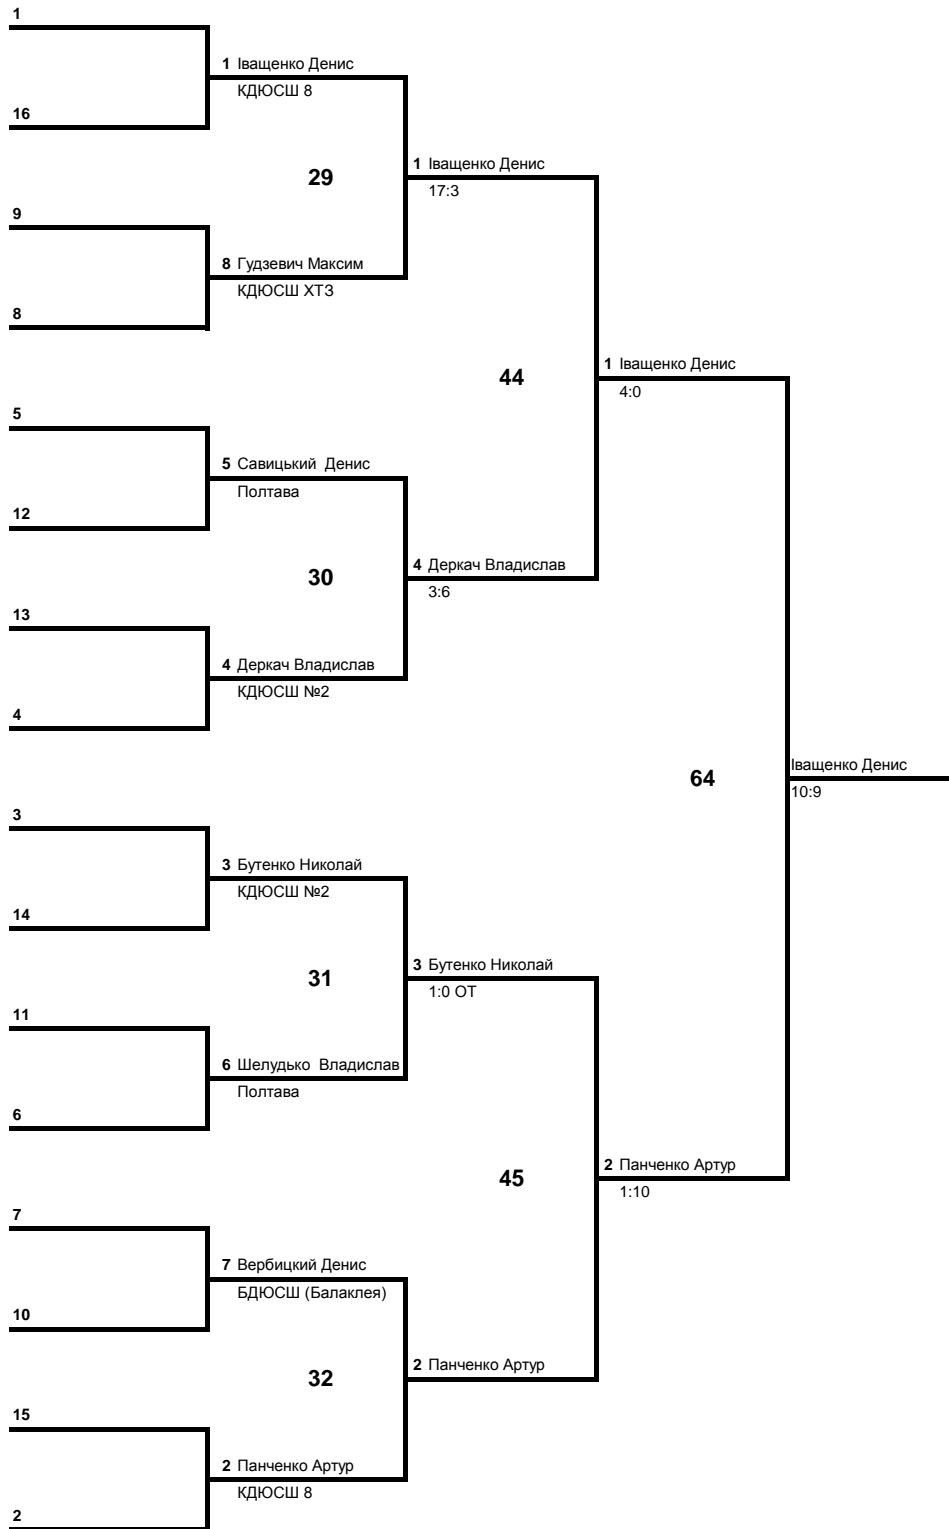 1
1 Іващенко Денис
КДЮСШ 8
16
1 Іващенко Денис
29
17:3
9
8 Гудзевич Максим
КДЮСШ ХТЗ
8
1 Іващенко Денис
44
4:0
5
5 Савицький  Денис
Полтава
12
4 Деркач Владислав
30
3:6
13
4 Деркач Владислав
КДЮСШ №2
4
Іващенко Денис
64
10:9
3
3 Бутенко Николай
КДЮСШ №2
14
3 Бутенко Николай
31
1:0 ОТ
11
6 Шелудько  Владислав
Полтава
6
2 Панченко Артур
45
1:10
7
7 Вербицкий Денис
БДЮСШ (Балаклея)
10
2 Панченко Артур
32
15
2 Панченко Артур
КДЮСШ 8
2